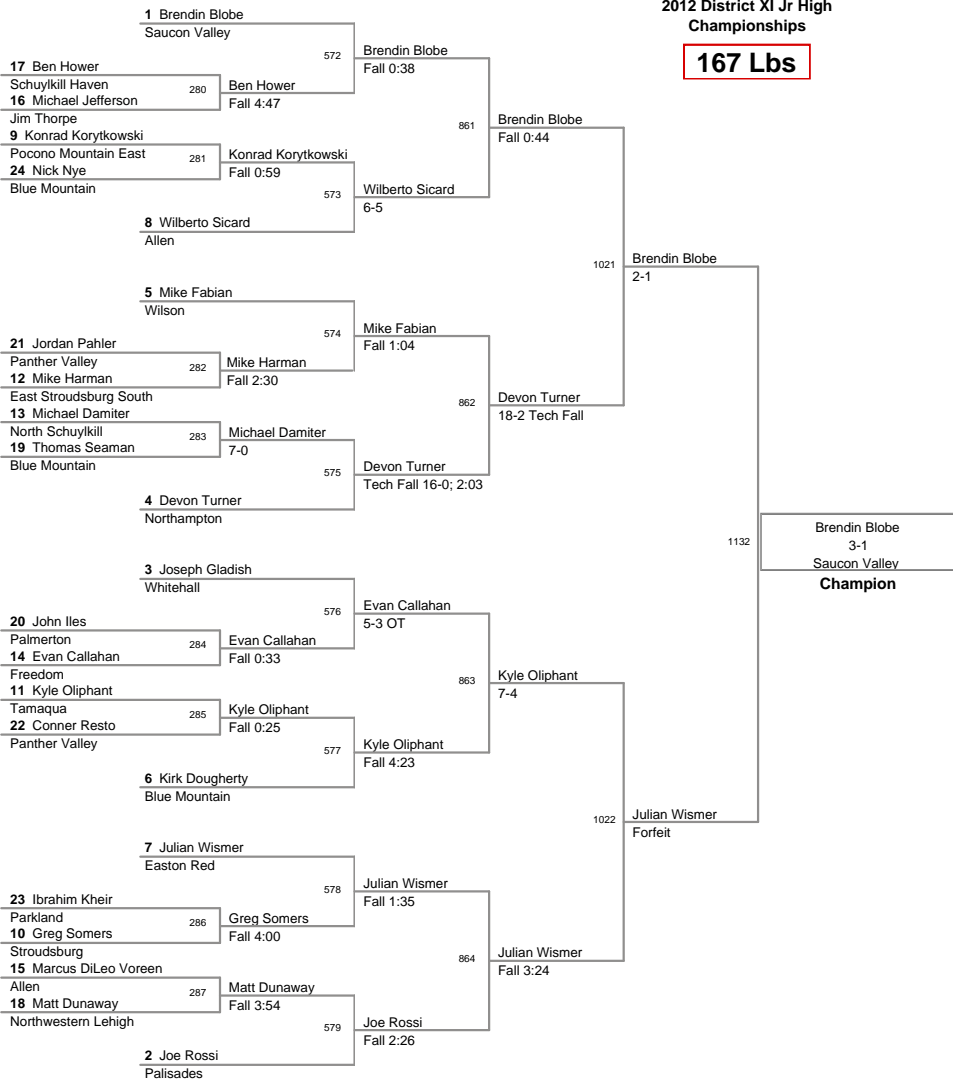 2012 District XI Jr High
Championships
167 Lbs
1 Brendin Blobe
Saucon Valley
572
Brendin Blobe
Fall 0:38
17 Ben Hower
Schuylkill Haven
280
Ben Hower
Fall 4:47
16 Michael Jefferson
Jim Thorpe
861
Brendin Blobe
Fall 0:44
9 Konrad Korytkowski
Pocono Mountain East
281
Konrad Korytkowski
Fall 0:59
24 Nick Nye
Blue Mountain
573
Wilberto Sicard
6-5
8 Wilberto Sicard
Allen
1021
Brendin Blobe
2-1
5 Mike Fabian
Wilson
574
Mike Fabian
Fall 1:04
21 Jordan Pahler
Panther Valley
282
Mike Harman
Fall 2:30
12 Mike Harman
East Stroudsburg South
862
Devon Turner
18-2 Tech Fall
13 Michael Damiter
North Schuylkill
283
Michael Damiter
7-0
19 Thomas Seaman
Blue Mountain
575
Devon Turner
Tech Fall 16-0; 2:03
4 Devon Turner
Northampton
1132
Brendin Blobe
3-1
Saucon Valley
Champion
3 Joseph Gladish
Whitehall
576
Evan Callahan
5-3 OT
20 John Iles
Palmerton
284
Evan Callahan
Fall 0:33
14 Evan Callahan
Freedom
863
Kyle Oliphant
7-4
11 Kyle Oliphant
Tamaqua
285
Kyle Oliphant
Fall 0:25
22 Conner Resto
Panther Valley
577
Kyle Oliphant
Fall 4:23
6 Kirk Dougherty
Blue Mountain
1022
Julian Wismer
Forfeit
7 Julian Wismer
Easton Red
578
Julian Wismer
Fall 1:35
23 Ibrahim Kheir
Parkland
286
Greg Somers
Fall 4:00
10 Greg Somers
Stroudsburg
864
Julian Wismer
Fall 3:24
15 Marcus DiLeo Voreen
Allen
287
Matt Dunaway
Fall 3:54
18 Matt Dunaway
Northwestern Lehigh
579
Joe Rossi
Fall 2:26
2 Joe Rossi
Palisades